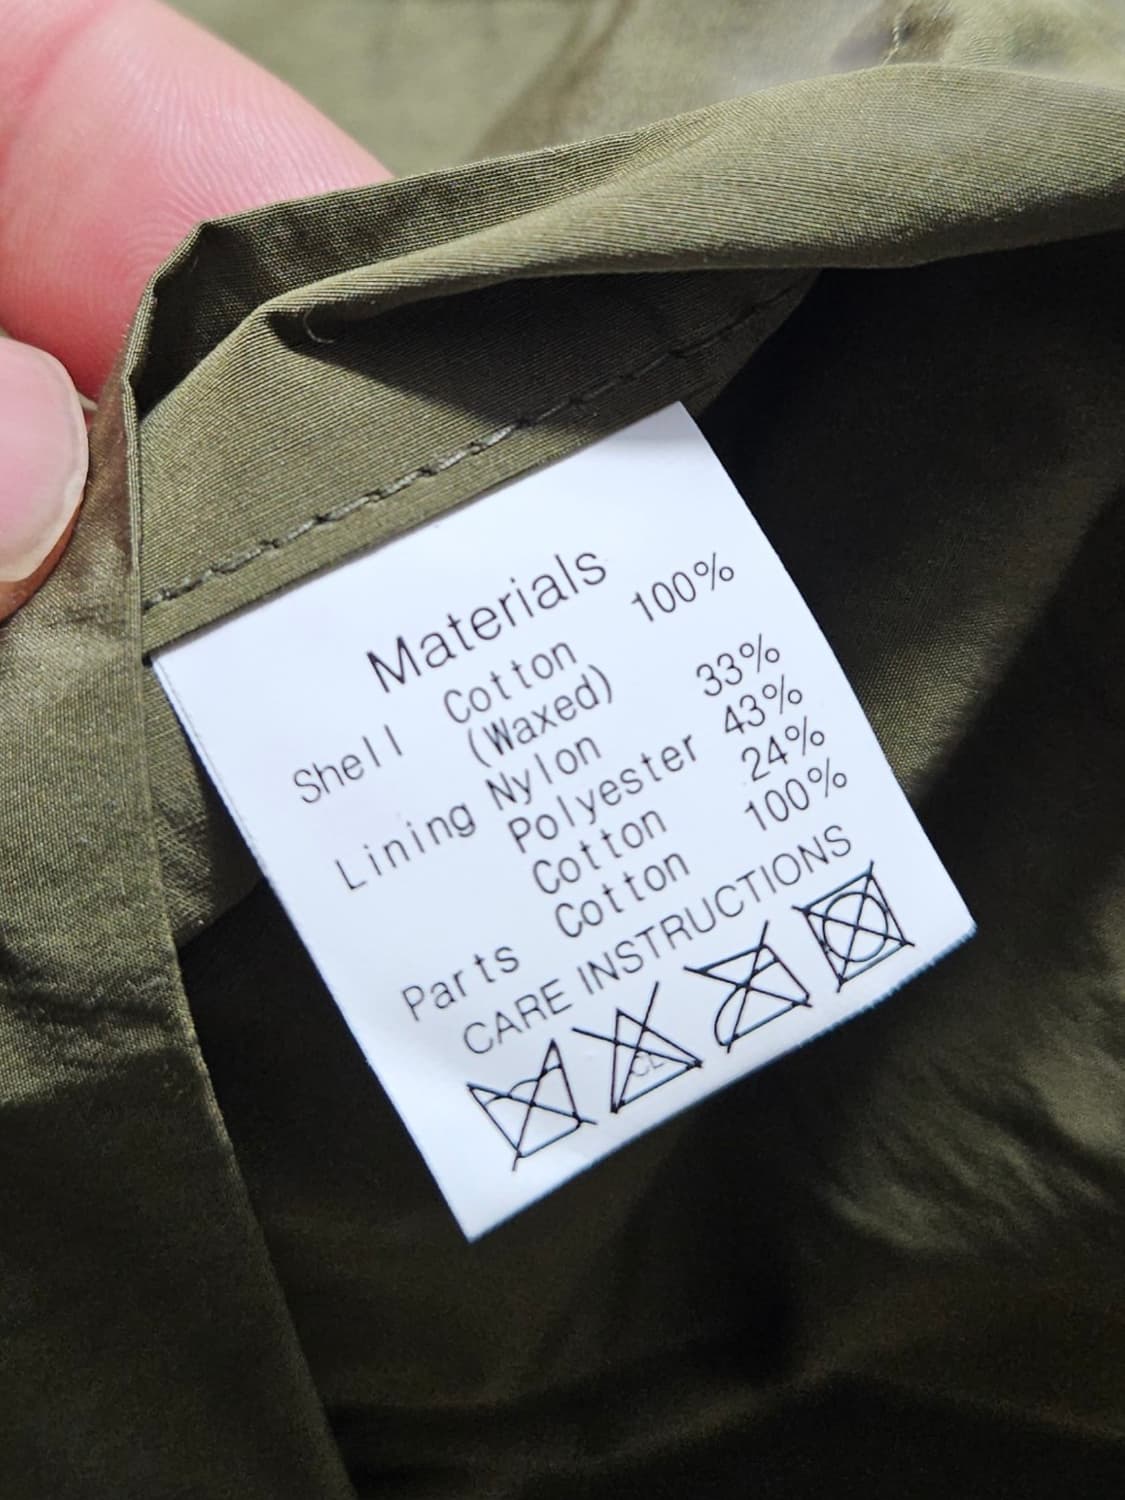 Materials
Shell Cotton 100%
(Waxed)
Lining Nylon 33%
Polyester 43%
Cotton 24%
Parts Cotton 100%
CARE INSTRUCTIONS
CL